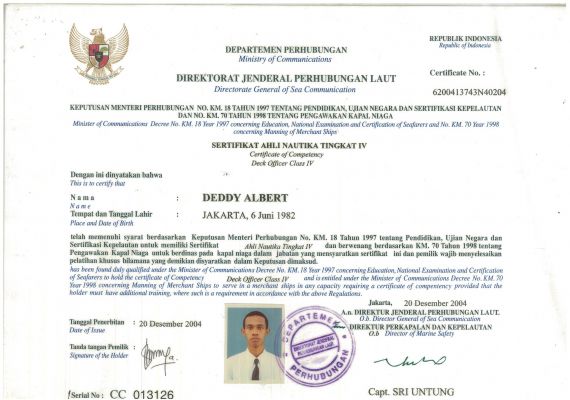 REPUBLIK INDONESIA
Republic of Indonesia
DEPARTEMEN PERHUBUNGAN
Ministry of Communications
DIREKTORAT JENDERAL PERHUBUNGAN LAUT
Directorate General of Sea Communication
Certificate No. :
6200413743N40204
KEPUTUSAN MENTERI PERHUBUNGAN NO. KM. 18 TAHUN 1997 TENTANG PENDIDIKAN, UJIAN NEGARA DAN SERTIFIKASI KEPELAUTAN
DAN NO. KM. 70 TAHUN 1998 TENTANG PENGAWAKAN KAPAL NIAGA
Minister of Communications Decree No. KM. 18 Year 1997 concerning Education, National Examination and Certification of Seafarers and No. KM. 70 Year 1998
concerning Manning of Merchant Ships
SERTIFIKAT AHLI NAUTIKA TINGKAT IV
Certificate of Competency
Deck Officer Class IV
Dengan ini dinyatakan bahwa
This is to certify that
N a m a : DEDDY ALBERT
N a m e
Tempat dan Tanggal Lahir : JAKARTA, 6 Juni 1982
Place and Date of Birth
telah memenuhi syarat berdasarkan Keputusan Menteri Perhubungan No. KM. 18 Tahun 1997 tentang Pendidikan, Ujian Negara dan
Sertifikasi Kepelautan untuk memiliki Sertifikat Ahli Nautika Tingkat IV dan berwenang berdasarkan KM. 70 Tahun 1998 tentang
Pengawakan Kapal Niaga untuk berdinas pada kapal niaga dalam jabatan yang mensyaratkan sertifikat ini dan pemilik wajib menyelesaikan
pelatihan khusus bilamana yang demikian disyaratkan dalam Keputusan dimaksud.
has been found duly qualified under the Minister of Communications Decree No. KM. 18 Year 1997 concerning Education, National Examination and Certification
of Seafarers to hold the certificate of Competency Deck Officer Class IV and is entitled under the Minister of Communications Decree No. KM. 70
Year 1998 concerning Manning of Merchant Ships to serve in a merchant ships in any capacity requiring a certificate of competency provided that the
holder must have additional training, where such is a requirement in accordance with the above Regulations.
Jakarta, 20 Desember 2004
A.n. DIREKTUR JENDERAL PERHUBUNGAN LAUT.
O.b Director General of Sea Communication
DIREKTUR PERKAPALAN DAN KEPELAUTAN
O.b Director of Marine Safety
Tanggal Penerbitan : 20 Desember 2004
Date of Issue
Tanda tangan Pemilik :
Signature of the Holder
DEPARTEMEN
DIREKTORAT JENDERAL
PERHUBUNGAN LAUT
PERHUBUNGAN
Serial No : CC 013126
Capt. SRI UNTUNG